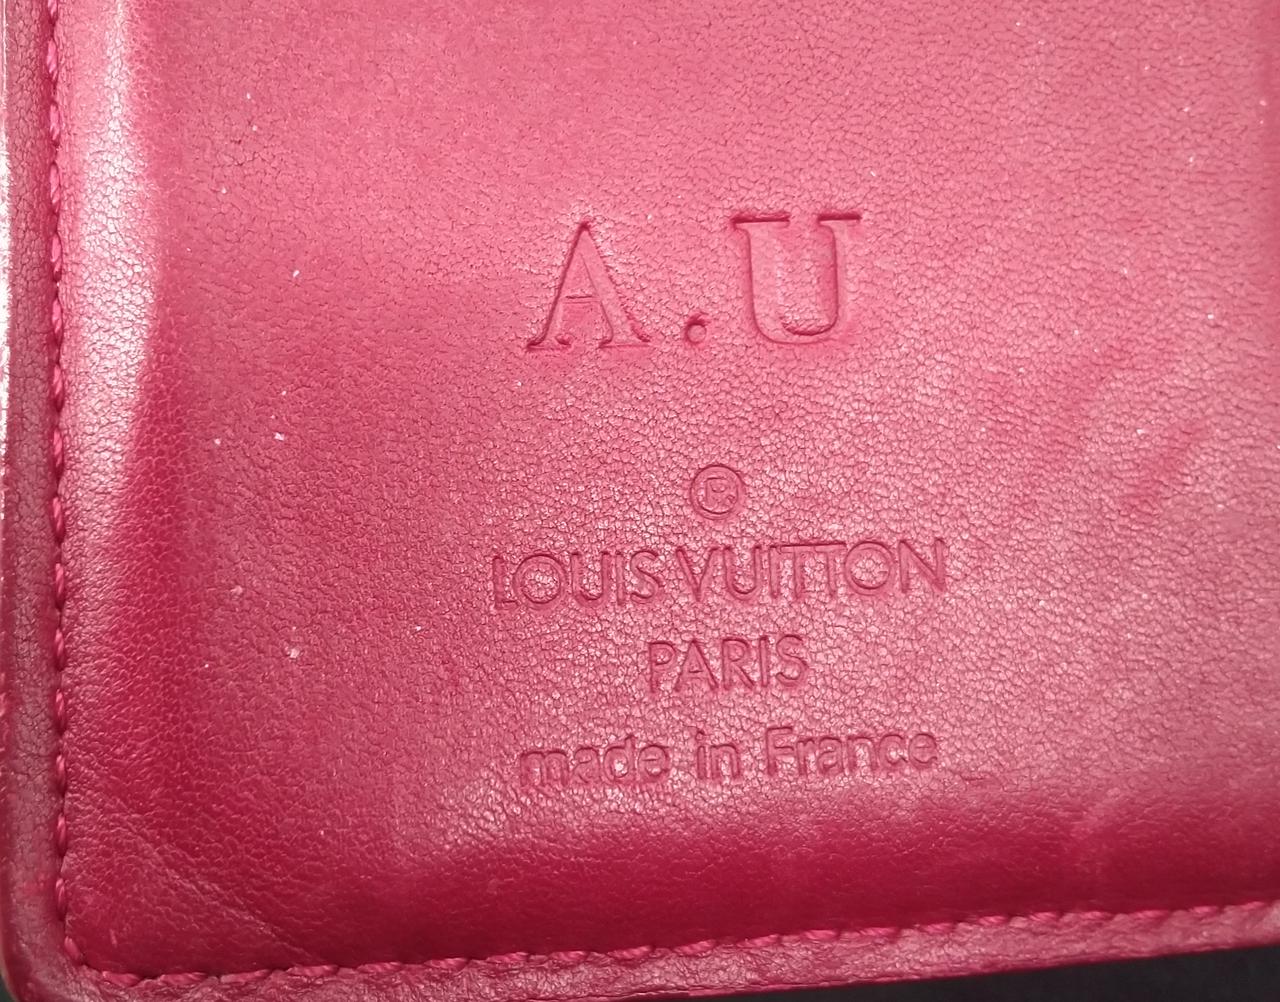 A.U
®
LOUIS VUITTON
PARIS
made in France